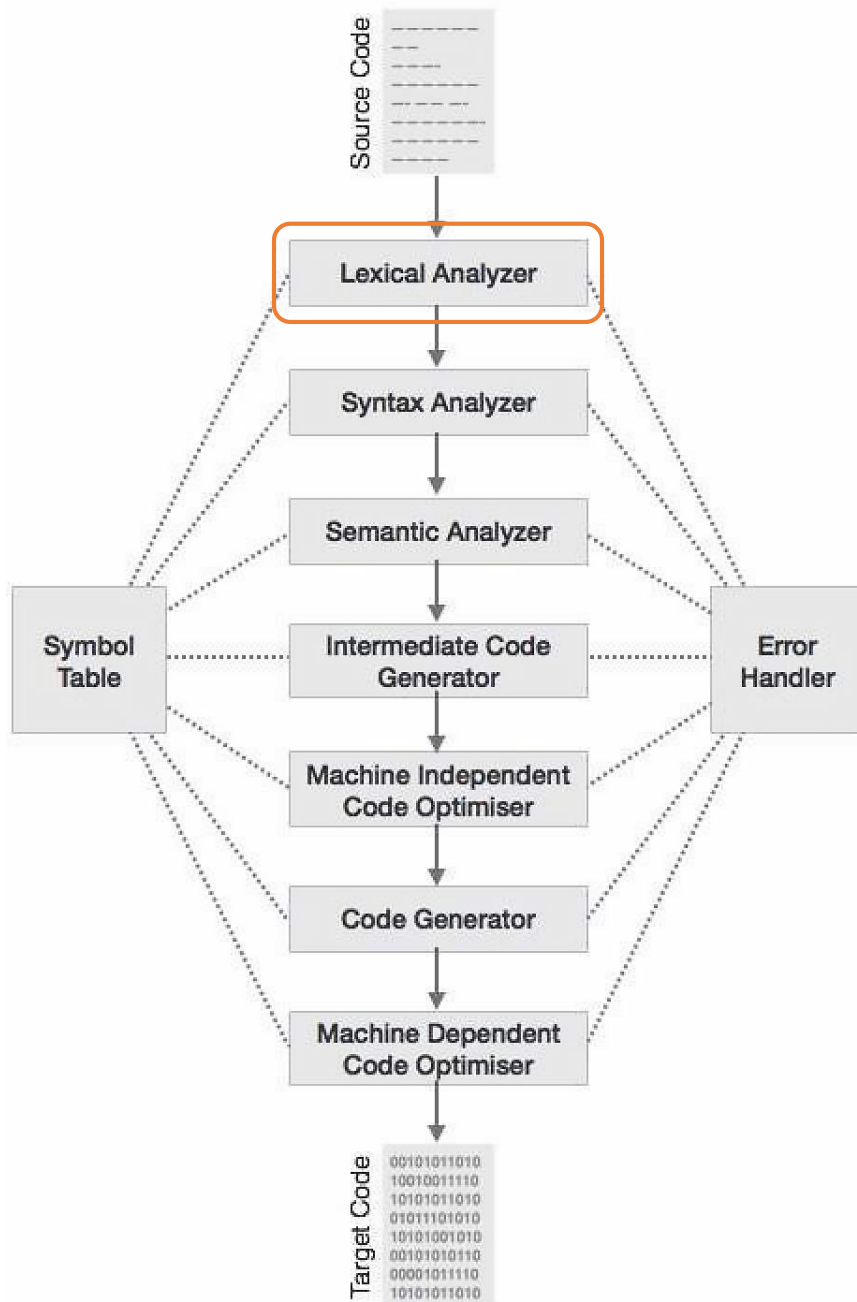 Source Code
Lexical Analyzer
Syntax Analyzer
Semantic Analyzer
Symbol
Table
Intermediate Code
Generator
Error
Handler
Machine Independent
Code Optimiser
Code Generator
Machine Dependent
Code Optimiser
Target Code
00101011010
10010011110
10101011010
01011101010
10101001010
00101010110
00001011110
10101011010